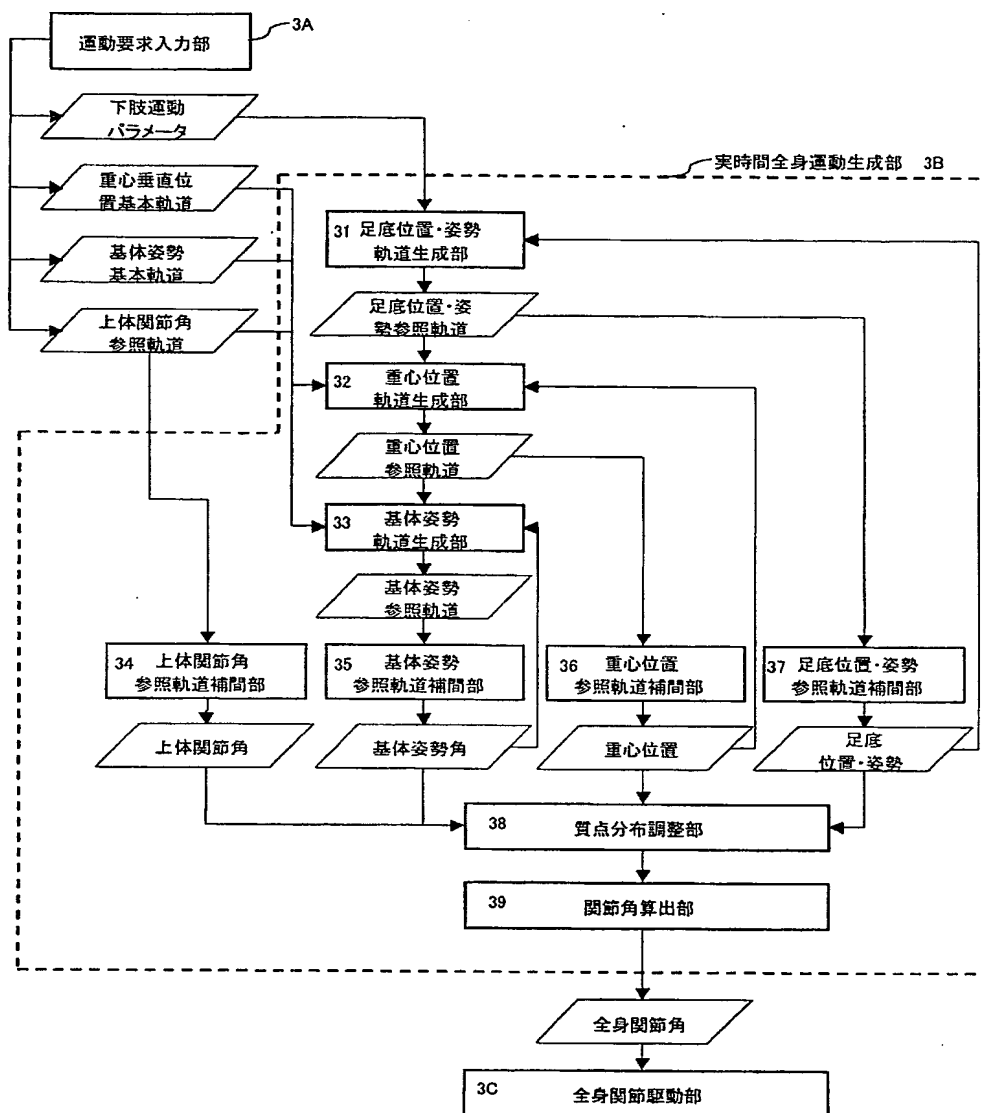 3A
運動要求入力部
下肢運動
パラメータ
実時間全身運動生成部 3B
重心垂直位
置基本軌道
31 足底位置・姿勢
軌道生成部
基体姿勢
基本軌道
足底位置・姿
勢参照軌道
上体関節角
参照軌道
32 重心位置
軌道生成部
重心位置
参照軌道
33 基体姿勢
軌道生成部
基体姿勢
参照軌道
34 上体関節角
参照軌道補間部
35 基体姿勢
参照軌道補間部
36 重心位置
参照軌道補間部
37 足底位置・姿勢
参照軌道補間部
上体関節角
基体姿勢角
重心位置
足底
位置・姿勢
38 質点分布調整部
39 関節角算出部
全身関節角
3C 全身関節駆動部